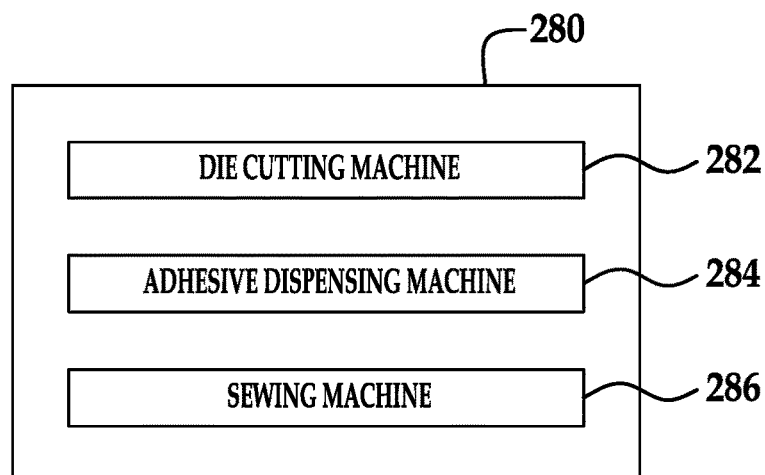 280
DIE CUTTING MACHINE 282
ADHESIVE DISPENSING MACHINE 284
SEWING MACHINE 286